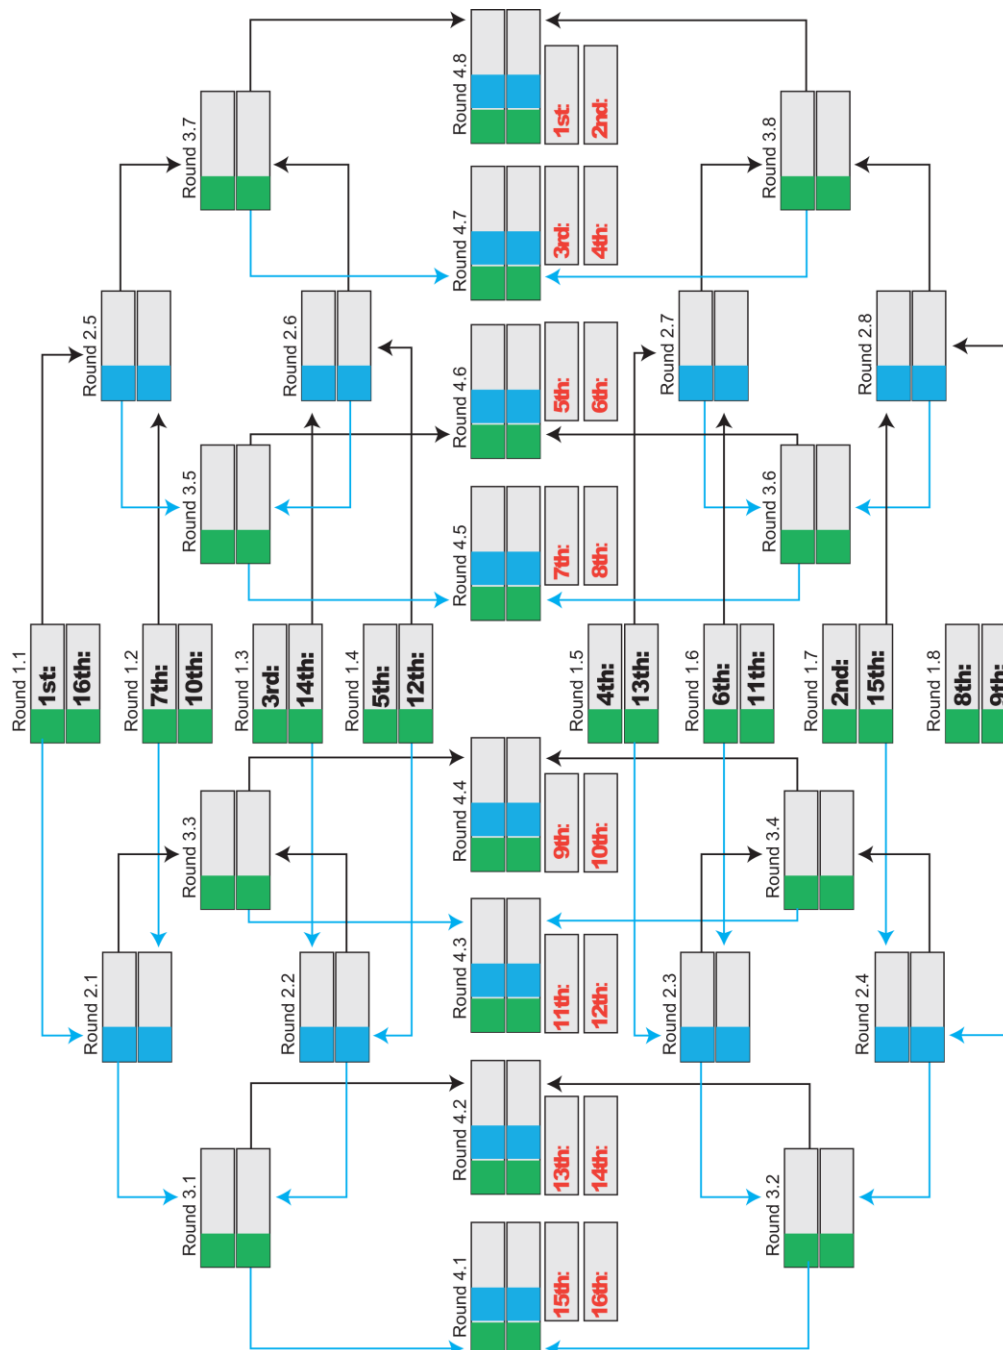 Round 1.1
1st:
16th:
Round 1.2
7th:
10th:
Round 1.3
3rd:
14th:
Round 1.4
5th:
12th:
Round 1.5
4th:
13th:
Round 1.6
6th:
11th:
Round 1.7
2nd:
15th:
Round 1.8
8th:
9th:
Round 2.1
Round 2.2
Round 2.3
Round 2.4
Round 2.5
Round 2.6
Round 2.7
Round 2.8
Round 3.1
Round 3.2
Round 3.3
Round 3.4
Round 3.5
Round 3.6
Round 3.7
Round 3.8
Round 4.1
15th:
16th:
Round 4.2
13th:
14th:
Round 4.3
11th:
12th:
Round 4.4
9th:
10th:
Round 4.5
7th:
8th:
Round 4.6
5th:
6th:
Round 4.7
3rd:
4th:
Round 4.8
1st:
2nd: